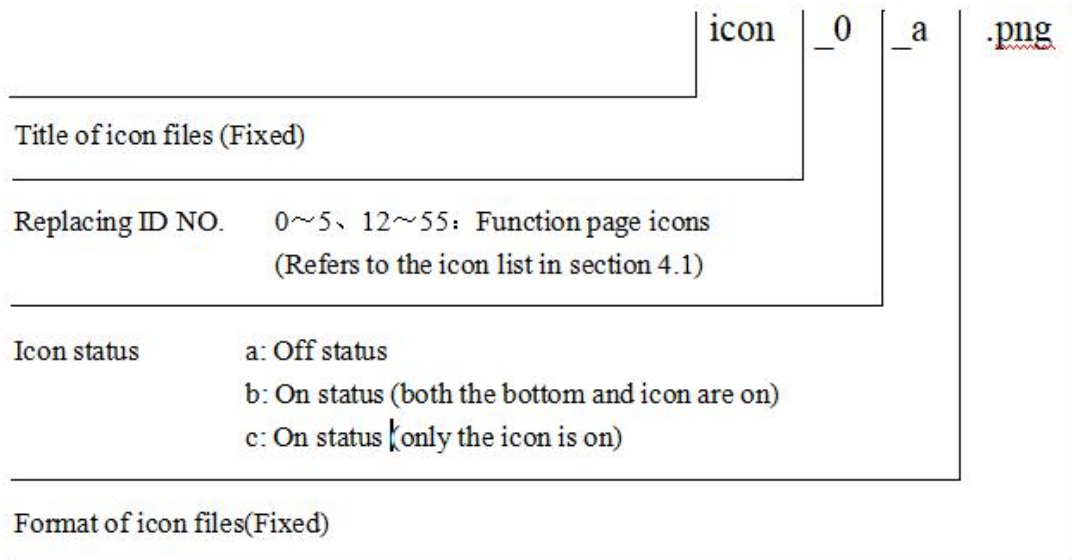 icon _0 _a .png
Title of icon files (Fixed)
Replacing ID NO. 0～5、12～55：Function page icons
(Refers to the icon list in section 4.1)
Icon status a: Off status
b: On status (both the bottom and icon are on)
c: On status (only the icon is on)
Format of icon files(Fixed)